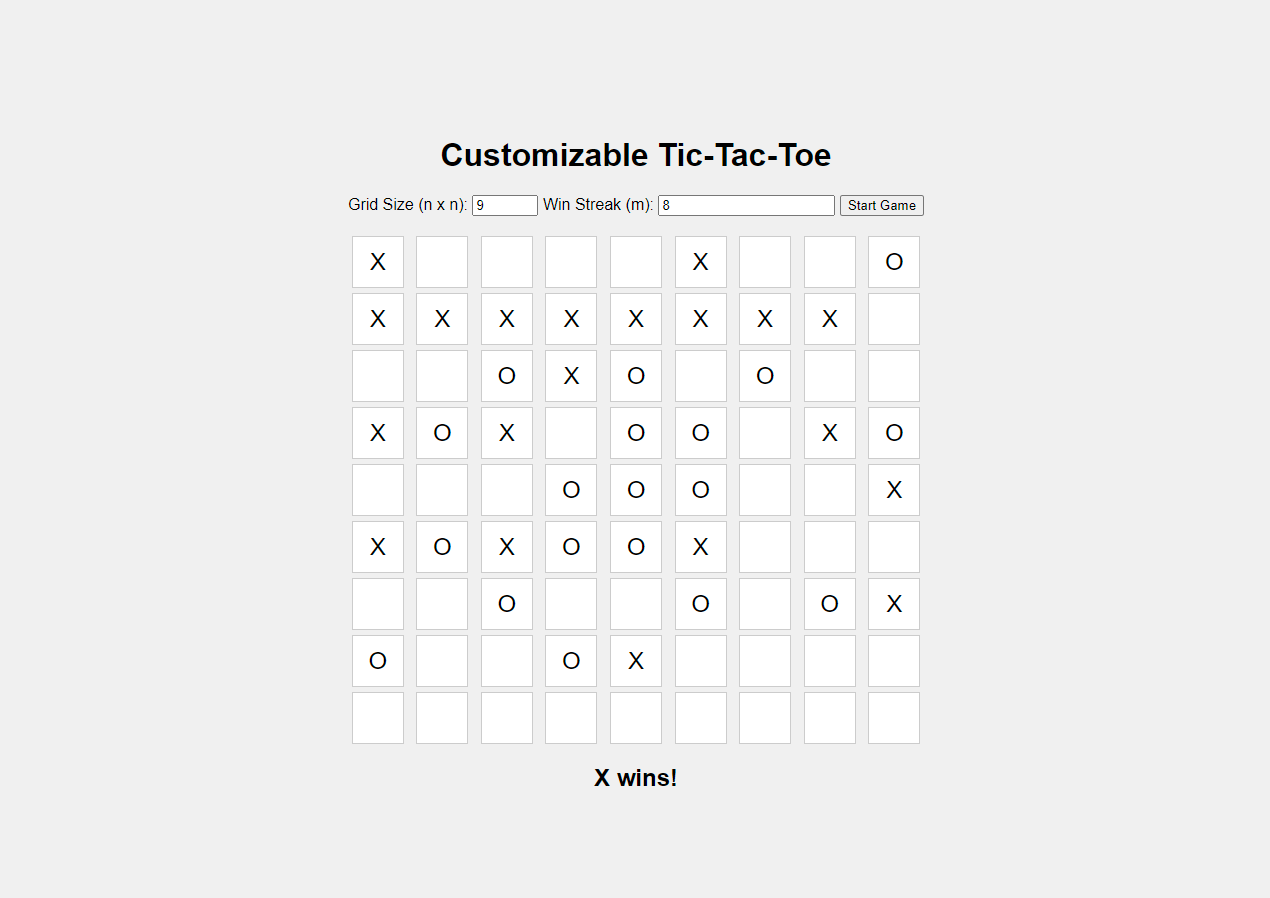 Customizable Tic-Tac-Toe
Grid Size (n x n): 9 Win Streak (m): 8 Start Game
X X O
X X X X X X X X
O X O O
X O X O O X O
O O O X
X O X O O X
O O O X
O O X
X wins!